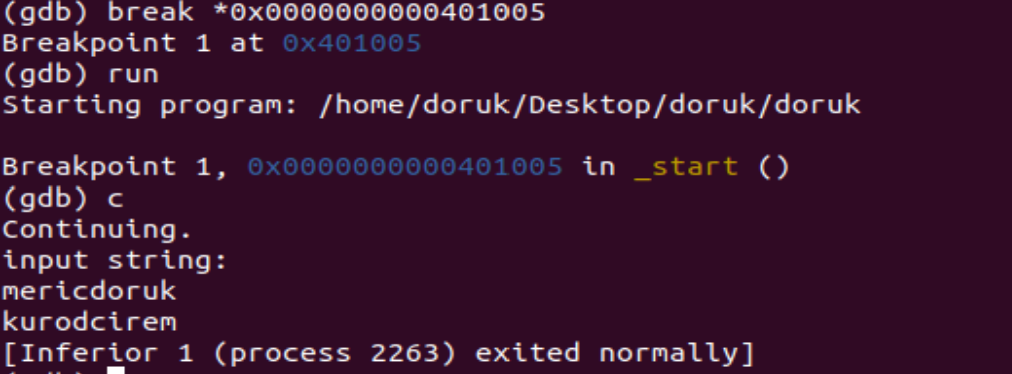 (gdb) break *0x0000000000401005
Breakpoint 1 at 0x401005
(gdb) run
Starting program: /home/doruk/Desktop/doruk/doruk
Breakpoint 1, 0x0000000000401005 in _start ()
(gdb) c
Continuing.
input string:
mericdoruk
kurodcirem
[Inferior 1 (process 2263) exited normally]